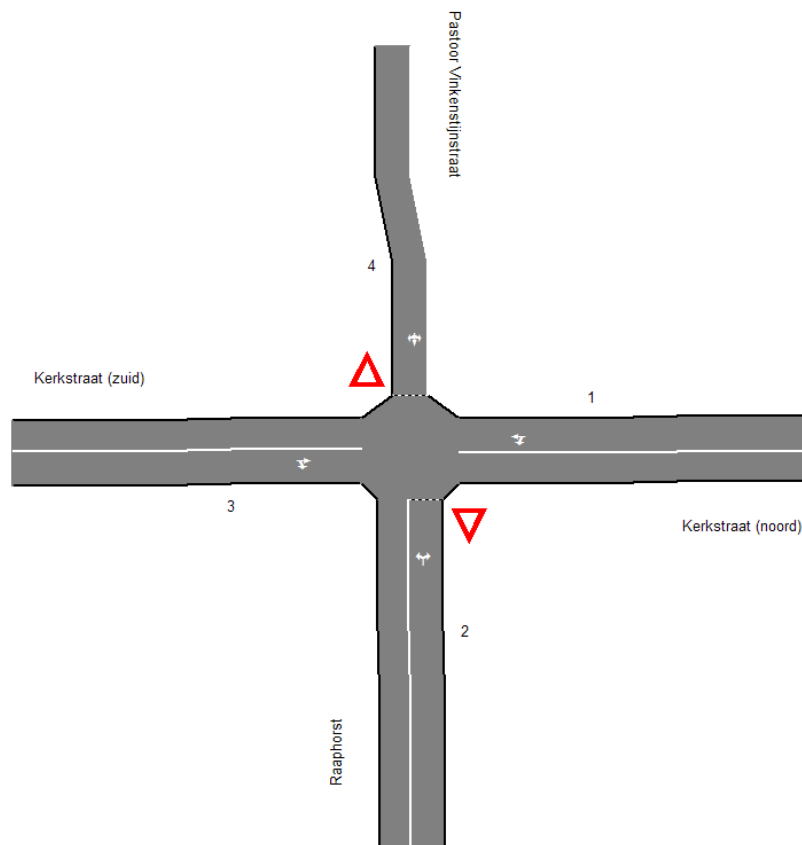 Pastoor Vinkenstijnstraat
4
Kerkstraat (zuid)
1
3
Kerkstraat (noord)
2
Raaphorst